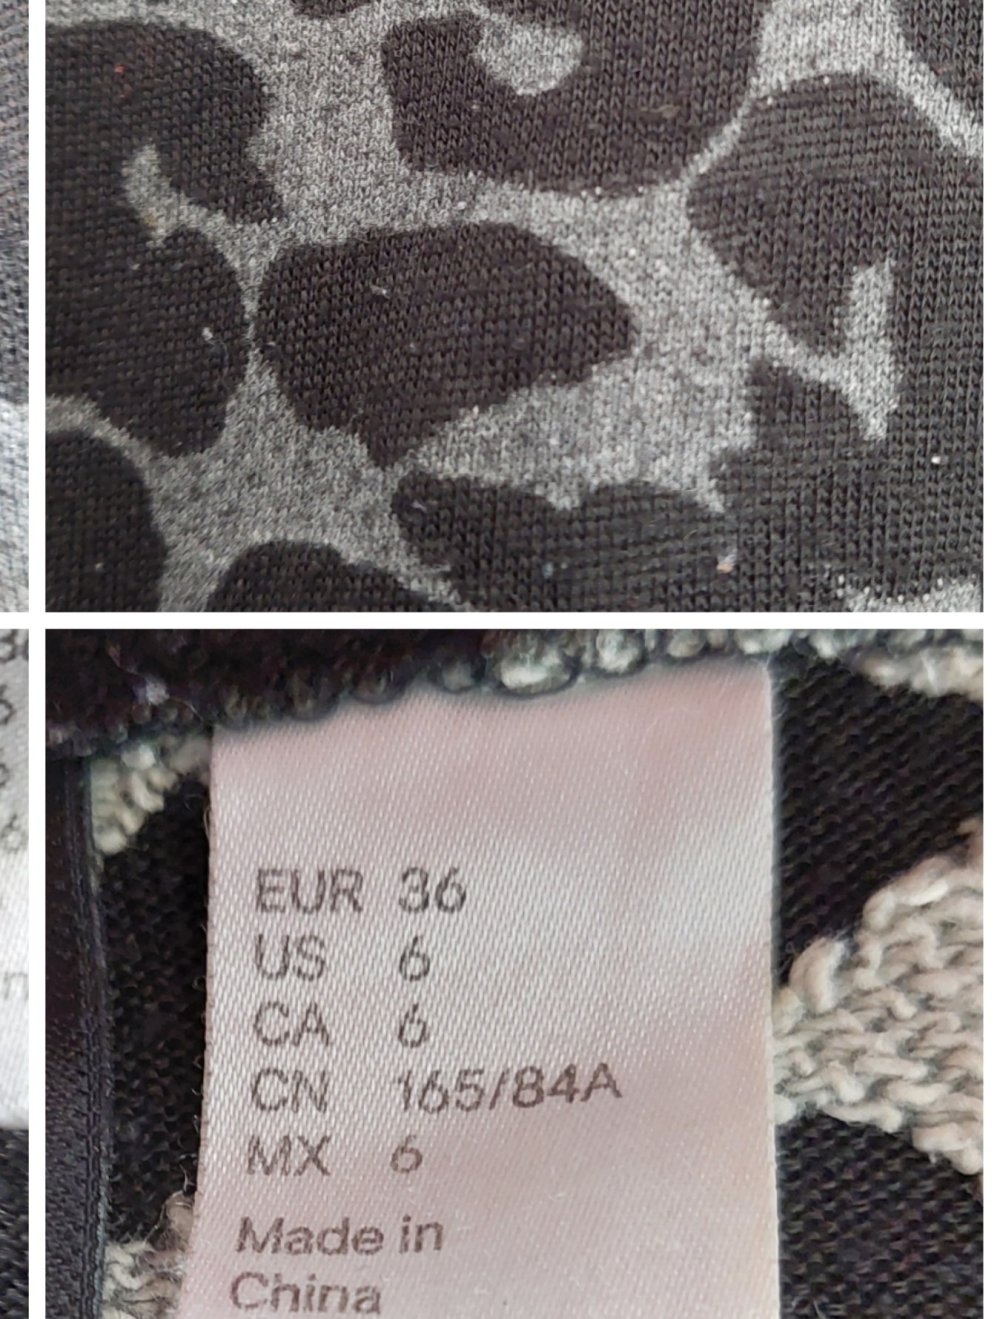 EUR 36
US 6
CA 6
CN 165/84A
MX 6
Made in
China